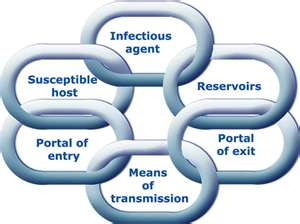 Infectious
agent
Reservoirs
Portal
of exit
Means
of
transmission
Portal of
entry
Susceptible
host